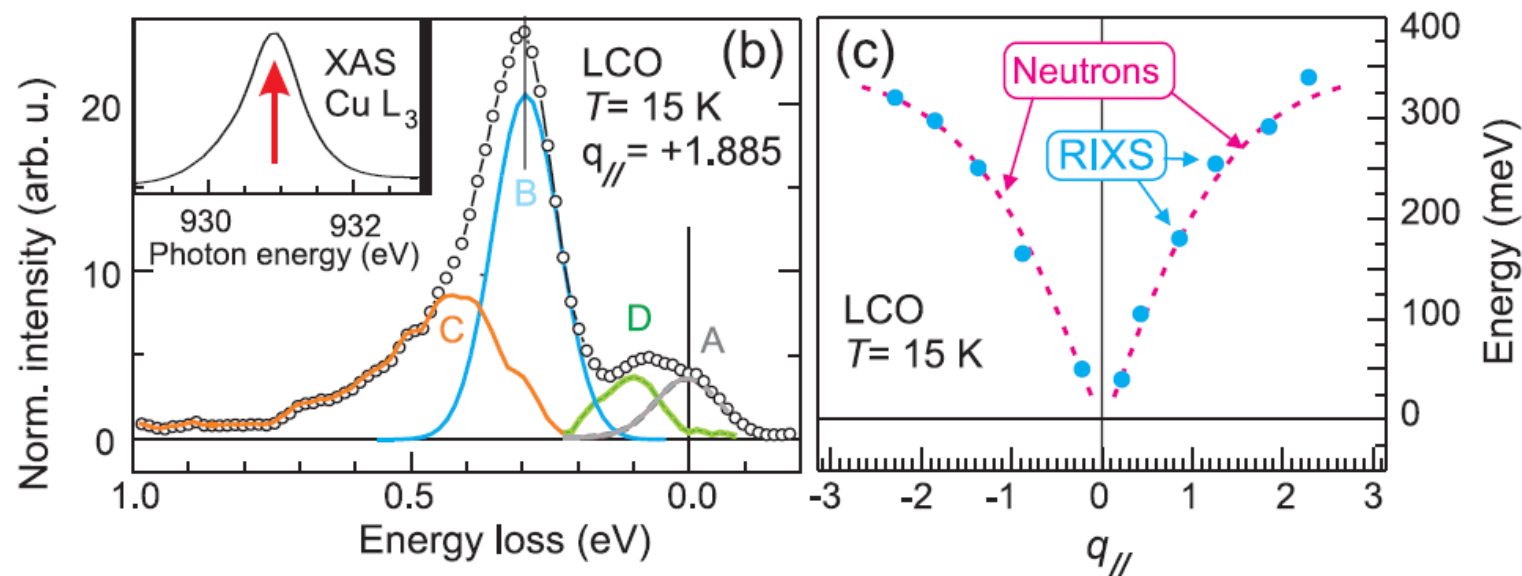 XAS
Cu L3
930
932
Photon energy (eV)
(b)
LCO
T= 15 K
q//= +1.885
B
C
D
A
20
10
0
Norm. intensity (arb. u.)
1.0
0.5
0.0
Energy loss (eV)
(c)
Neutrons
RIXS
LCO
T= 15 K
400
300
200
100
0
Energy (meV)
-3
-2
-1
0
1
2
3
q//